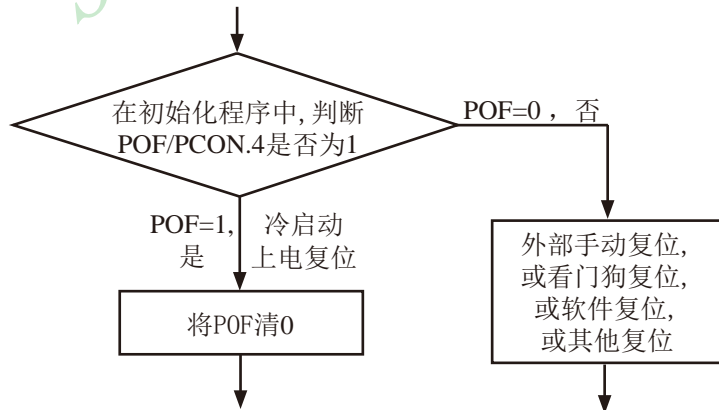 在初始化程序中, 判断
POF/PCON.4是否为1
POF=0 ，否
POF=1,
是
冷启动
上电复位
将POF清0
外部手动复位,
或看门狗复位,
或软件复位,
或其他复位